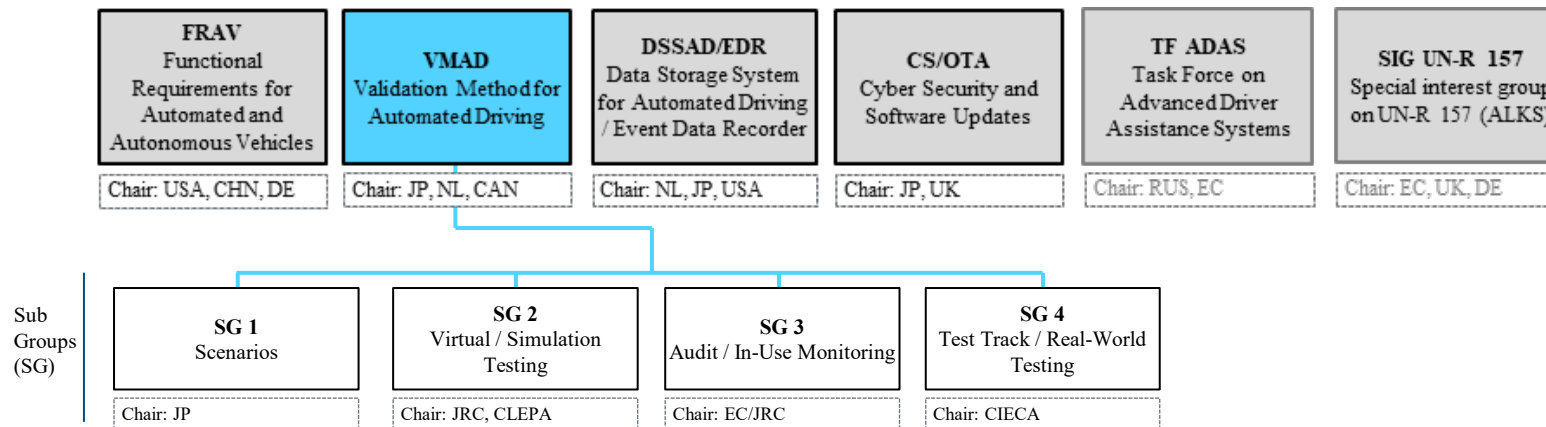 FRAV
Functional
Requirements for
Automated and
Autonomous Vehicles
Chair: USA, CHN, DE
VMAD
Validation Method for
Automated Driving
Chair: JP, NL, CAN
DSSAD/EDR
Data Storage System
for Automated Driving
/ Event Data Recorder
Chair: NL, JP, USA
CS/OTA
Cyber Security and
Software Updates
Chair: JP, UK
TF ADAS
Task Force on
Advanced Driver
Assistance Systems
Chair: RUS, EC
SIG UN-R 157
Special interest group
on UN-R 157 (ALKS)
Chair: EC, UK, DE
Sub
Groups
(SG)
SG 1
Scenarios
Chair: JP
SG 2
Virtual / Simulation
Testing
Chair: JRC, CLEPA
SG 3
Audit / In-Use Monitoring
Chair: EC/JRC
SG 4
Test Track / Real-World
Testing
Chair: CIECA